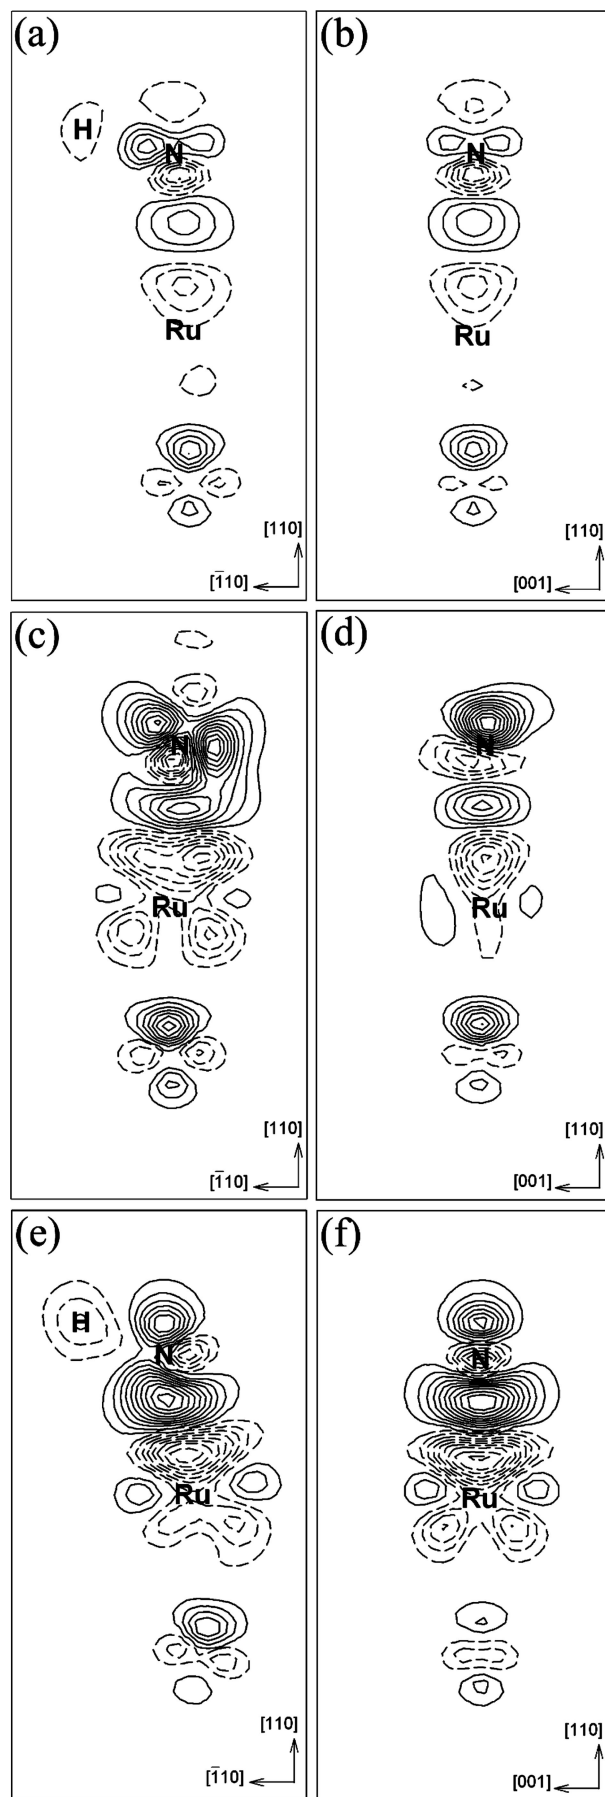 (a)
H
N
Ru
[110]
[1̄10]
(b)
N
Ru
[110]
[001]
(c)
N
Ru
[110]
[1̄10]
(d)
N
Ru
[110]
[001]
(e)
H
N
Ru
[110]
[1̄10]
(f)
N
Ru
[110]
[001]